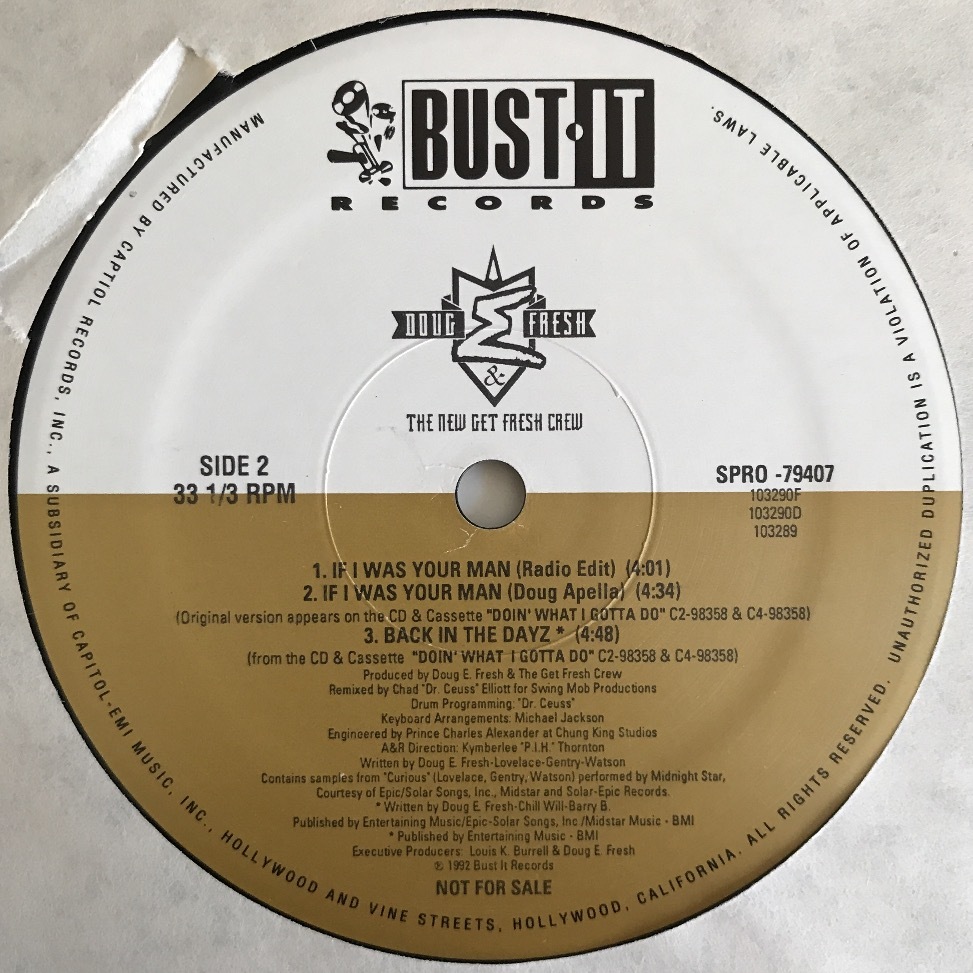 BUST·IT
RECORDS
DOUG E FRESH
&
THE NEW GET FRESH CREW
SIDE 2
33 1/3 RPM
SPRO -79407
103290F
103290D
103289
1. IF I WAS YOUR MAN (Radio Edit) (4:01)
2. IF I WAS YOUR MAN (Doug Apella) (4:34)
(Original version appears on the CD & Cassette "DOIN' WHAT I GOTTA DO" C2-98358 & C4-98358)
3. BACK IN THE DAYZ * (4:48)
(from the CD & Cassette "DOIN' WHAT I GOTTA DO" C2-98358 & C4-98358)
Produced by Doug E. Fresh & The Get Fresh Crew
Remixed by Chad "Dr. Ceuss" Elliott for Swing Mob Productions
Drum Programming: "Dr. Ceuss"
Keyboard Arrangements: Michael Jackson
Engineered by Prince Charles Alexander at Chung King Studios
A&R Direction: Kymberlee "P.I.H." Thornton
Written by Doug E. Fresh-Lovelace-Gentry-Watson
Contains samples from "Curious" (Lovelace, Gentry, Watson) performed by Midnight Star,
Courtesy of Epic/Solar Songs, Inc., Midstar and Solar-Epic Records.
* Written by Doug E. Fresh-Chill Will-Barry B.
Published by Entertaining Music/Epic-Solar Songs, Inc /Midstar Music - BMI
* Published by Entertaining Music - BMI
Executive Producers: Louis K. Burrell & Doug E. Fresh
℗ 1992 Bust It Records
NOT FOR SALE
MANUFACTURED BY CAPTIOL RECORDS, INC., A SUBSIDIARY OF CAPITOL-EMI MUSIC, INC., HOLLYWOOD AND VINE STREETS, HOLLYWOOD, CALIFORNIA. ALL RIGHTS RESERVED. UNAUTHORIZED DUPLICATION IS A VIOLATION OF APPLICABLE LAWS.